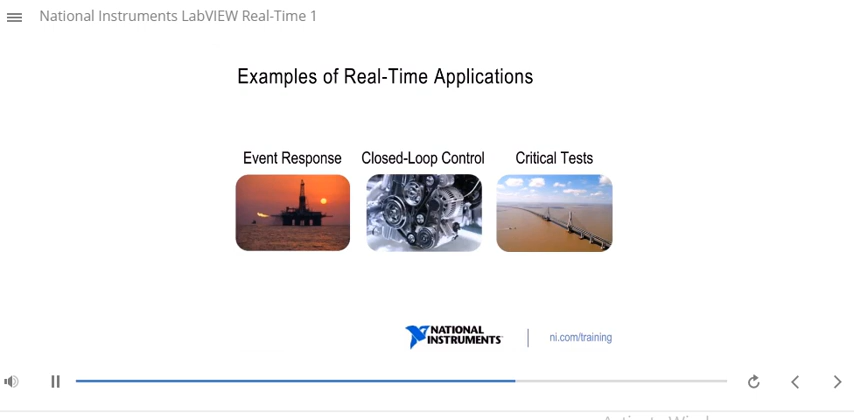 National Instruments LabVIEW Real-Time 1
Examples of Real-Time Applications
Event Response Closed-Loop Control Critical Tests
NATIONAL
INSTRUMENTS
ni.com/training